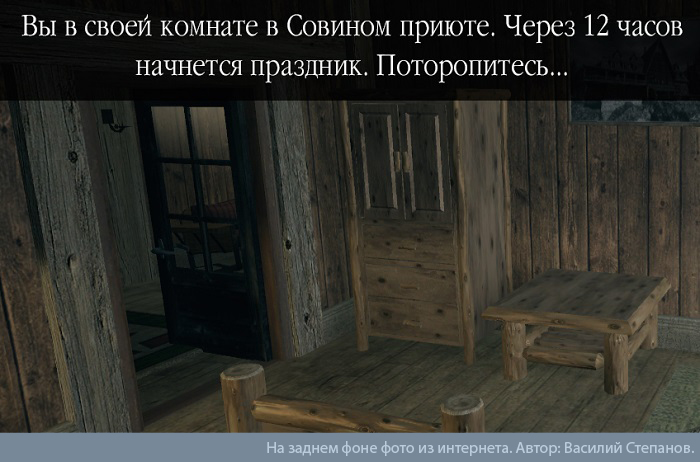 Вы в своей комнате в Совином приюте. Через 12 часов
начнется праздник. Поторопитесь...
На заднем фоне фото из интернета. Автор: Василий Степанов.